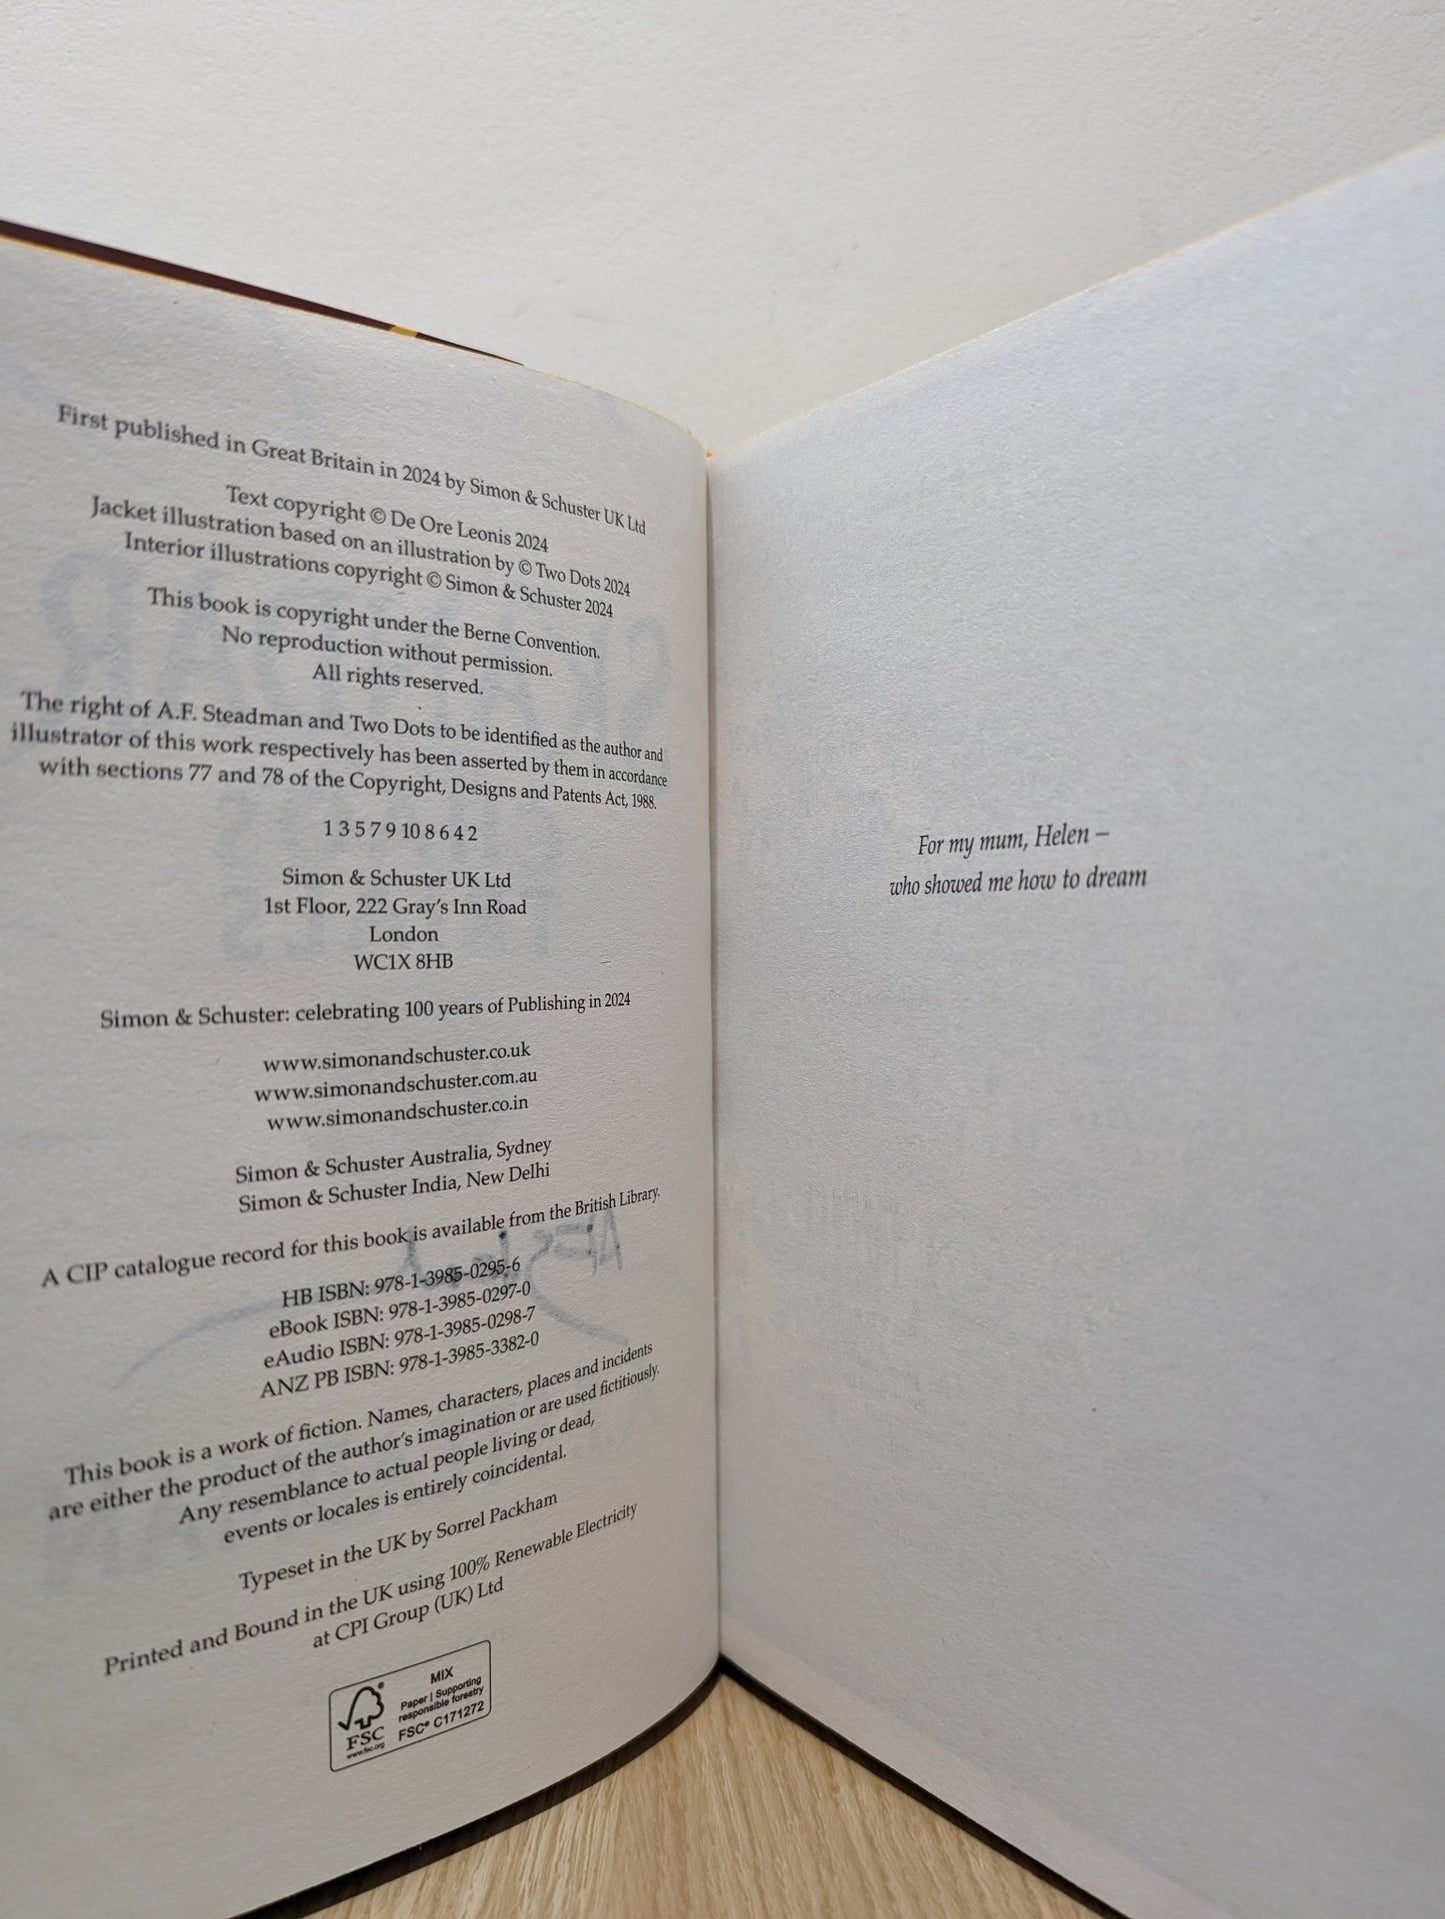 First published in Great Britain in 2024 by Simon & Schuster UK Ltd
Text copyright © De Ore Leonis 2024
Jacket illustration based on an illustration by © Two Dots 2024
Interior illustrations copyright © Simon & Schuster 2024
This book is copyright under the Berne Convention.
No reproduction without permission.
All rights reserved.
The right of A.F. Steadman and Two Dots to be identified as the author and
illustrator of this work respectively has been asserted by them in accordance
with sections 77 and 78 of the Copyright, Designs and Patents Act, 1988.
1 3 5 7 9 10 8 6 4 2
Simon & Schuster UK Ltd
1st Floor, 222 Gray's Inn Road
London
WC1X 8HB
Simon & Schuster: celebrating 100 years of Publishing in 2024
www.simonandschuster.co.uk
www.simonandschuster.com.au
www.simonandschuster.co.in
Simon & Schuster Australia, Sydney
Simon & Schuster India, New Delhi
A CIP catalogue record for this book is available from the British Library.
HB ISBN: 978-1-3985-0295-6
eBook ISBN: 978-1-3985-0297-0
eAudio ISBN: 978-1-3985-0298-7
ANZ PB ISBN: 978-1-3985-3382-0
This book is a work of fiction. Names, characters, places and incidents
are either the product of the author's imagination or are used fictitiously.
Any resemblance to actual people living or dead,
events or locales is entirely coincidental.
Typeset in the UK by Sorrel Packham
Printed and Bound in the UK using 100% Renewable Electricity
at CPI Group (UK) Ltd
FSC
www.fsc.org
MIX
Paper | Supporting
responsible forestry
FSC® C171272
For my mum, Helen –
who showed me how to dream